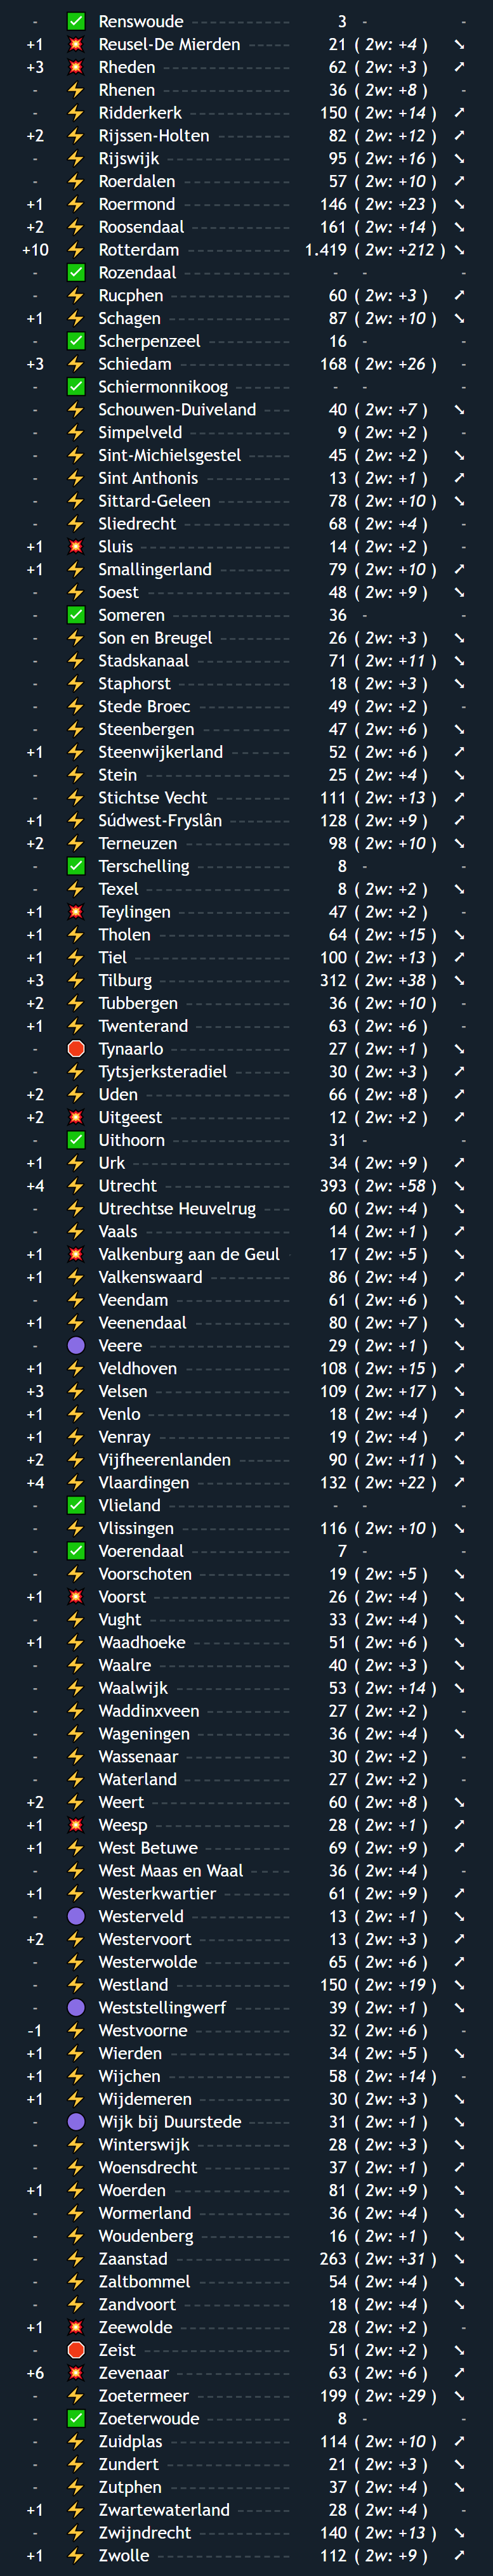 - ✅ Renswoude 3 - -
+1 💥 Reusel-De Mierden 21 ( 2w: +4 ) ➘
+3 💥 Rheden 62 ( 2w: +3 ) ➚
- ⚡ Rhenen 36 ( 2w: +8 ) -
- ⚡ Ridderkerk 150 ( 2w: +14 ) ➚
+2 ⚡ Rijssen-Holten 82 ( 2w: +12 ) ➚
- ⚡ Rijswijk 95 ( 2w: +16 ) ➘
- ⚡ Roerdalen 57 ( 2w: +10 ) ➚
+1 ⚡ Roermond 146 ( 2w: +23 ) ➘
+2 ⚡ Roosendaal 161 ( 2w: +14 ) ➘
+10 ⚡ Rotterdam 1.419 ( 2w: +212 ) ➘
- ✅ Rozendaal - - -
- ⚡ Rucphen 60 ( 2w: +3 ) ➚
+1 ⚡ Schagen 87 ( 2w: +10 ) ➘
- ✅ Scherpenzeel 16 - -
+3 ⚡ Schiedam 168 ( 2w: +26 ) -
- ✅ Schiermonnikoog - - -
- ⚡ Schouwen-Duiveland 40 ( 2w: +7 ) ➘
- ⚡ Simpelveld 9 ( 2w: +2 ) -
- ⚡ Sint-Michielsgestel 45 ( 2w: +2 ) ➘
- ⚡ Sint Anthonis 13 ( 2w: +1 ) ➚
- ⚡ Sittard-Geleen 78 ( 2w: +10 ) ➘
- ⚡ Sliedrecht 68 ( 2w: +4 ) -
+1 💥 Sluis 14 ( 2w: +2 ) -
+1 ⚡ Smallingerland 79 ( 2w: +10 ) ➚
- ⚡ Soest 48 ( 2w: +9 ) ➘
- ✅ Someren 36 - -
- ⚡ Son en Breugel 26 ( 2w: +3 ) ➘
- ⚡ Stadskanaal 71 ( 2w: +11 ) ➘
- ⚡ Staphorst 18 ( 2w: +3 ) ➘
- ⚡ Stede Broec 49 ( 2w: +2 ) -
- ⚡ Steenbergen 47 ( 2w: +6 ) ➘
+1 ⚡ Steenwijkerland 52 ( 2w: +6 ) ➚
- ⚡ Stein 25 ( 2w: +4 ) ➘
- ⚡ Stichtse Vecht 111 ( 2w: +13 ) ➚
+1 ⚡ Súdwest-Fryslân 128 ( 2w: +9 ) ➚
+2 ⚡ Terneuzen 98 ( 2w: +10 ) ➘
- ✅ Terschelling 8 - -
- ⚡ Texel 8 ( 2w: +2 ) ➘
+1 💥 Teylingen 47 ( 2w: +2 ) -
+1 ⚡ Tholen 64 ( 2w: +15 ) ➘
+1 ⚡ Tiel 100 ( 2w: +13 ) ➚
+3 ⚡ Tilburg 312 ( 2w: +38 ) ➘
+2 ⚡ Tubbergen 36 ( 2w: +10 ) -
+1 ⚡ Twenterand 63 ( 2w: +6 ) -
- 🛑 Tynaarlo 27 ( 2w: +1 ) ➘
- ⚡ Tytsjerksteradiel 30 ( 2w: +3 ) ➚
+2 ⚡ Uden 66 ( 2w: +8 ) ➚
+2 💥 Uitgeest 12 ( 2w: +2 ) ➚
- ✅ Uithoorn 31 - -
+1 ⚡ Urk 34 ( 2w: +9 ) ➚
+4 ⚡ Utrecht 393 ( 2w: +58 ) ➘
- ⚡ Utrechtse Heuvelrug 60 ( 2w: +4 ) ➘
- ⚡ Vaals 14 ( 2w: +1 ) ➚
+1 💥 Valkenburg aan de Geul 17 ( 2w: +5 ) ➘
+1 ⚡ Valkenswaard 86 ( 2w: +4 ) ➚
- ⚡ Veendam 61 ( 2w: +6 ) ➘
+1 ⚡ Veenendaal 80 ( 2w: +7 ) ➘
- 🟣 Veere 29 ( 2w: +1 ) ➘
+1 ⚡ Veldhoven 108 ( 2w: +15 ) ➚
+3 ⚡ Velsen 109 ( 2w: +17 ) ➘
+1 ⚡ Venlo 18 ( 2w: +4 ) ➚
+1 ⚡ Venray 19 ( 2w: +4 ) ➚
+2 ⚡ Vijfheerenlanden 90 ( 2w: +11 ) ➘
+4 ⚡ Vlaardingen 132 ( 2w: +22 ) ➚
- ✅ Vlieland - - -
- ⚡ Vlissingen 116 ( 2w: +10 ) ➘
- ✅ Voerendaal 7 - -
- ⚡ Voorschoten 19 ( 2w: +5 ) ➘
+1 💥 Voorst 26 ( 2w: +4 ) ➘
- ⚡ Vught 33 ( 2w: +4 ) ➘
+1 ⚡ Waadhoeke 51 ( 2w: +6 ) ➘
- ⚡ Waalre 40 ( 2w: +3 ) ➘
- ⚡ Waalwijk 53 ( 2w: +14 ) ➘
- ⚡ Waddinxveen 27 ( 2w: +2 ) -
- ⚡ Wageningen 36 ( 2w: +4 ) ➘
- ⚡ Wassenaar 30 ( 2w: +2 ) -
- ⚡ Waterland 27 ( 2w: +2 ) -
+2 ⚡ Weert 60 ( 2w: +8 ) ➘
+1 💥 Weesp 28 ( 2w: +1 ) ➚
+1 ⚡ West Betuwe 69 ( 2w: +9 ) ➚
- ⚡ West Maas en Waal 36 ( 2w: +4 ) -
+1 ⚡ Westerkwartier 61 ( 2w: +9 ) ➚
- 🟣 Westerveld 13 ( 2w: +1 ) ➘
+2 ⚡ Westervoort 13 ( 2w: +3 ) ➚
- ⚡ Westerwolde 65 ( 2w: +6 ) ➚
- ⚡ Westland 150 ( 2w: +19 ) ➘
- 🟣 Weststellingwerf 39 ( 2w: +1 ) ➘
-1 ⚡ Westvoorne 32 ( 2w: +6 ) -
+1 ⚡ Wierden 34 ( 2w: +5 ) ➘
+1 ⚡ Wijchen 58 ( 2w: +14 ) -
+1 ⚡ Wijdemeren 30 ( 2w: +3 ) ➘
- 🟣 Wijk bij Duurstede 31 ( 2w: +1 ) ➘
- ⚡ Winterswijk 28 ( 2w: +3 ) ➘
- ⚡ Woensdrecht 37 ( 2w: +1 ) ➚
+1 ⚡ Woerden 81 ( 2w: +9 ) ➘
- ⚡ Wormerland 36 ( 2w: +4 ) ➘
- ⚡ Woudenberg 16 ( 2w: +1 ) ➘
- ⚡ Zaanstad 263 ( 2w: +31 ) ➘
- ⚡ Zaltbommel 54 ( 2w: +4 ) ➘
- ⚡ Zandvoort 18 ( 2w: +4 ) ➘
+1 💥 Zeewolde 28 ( 2w: +2 ) -
- 🛑 Zeist 51 ( 2w: +2 ) ➘
+6 💥 Zevenaar 63 ( 2w: +6 ) ➚
- ⚡ Zoetermeer 199 ( 2w: +29 ) ➘
- ✅ Zoeterwoude 8 - -
- ⚡ Zuidplas 114 ( 2w: +10 ) ➚
- ⚡ Zundert 21 ( 2w: +3 ) ➘
- ⚡ Zutphen 37 ( 2w: +4 ) ➘
+1 ⚡ Zwartewaterland 28 ( 2w: +4 ) -
- ⚡ Zwijndrecht 140 ( 2w: +13 ) ➘
+1 ⚡ Zwolle 112 ( 2w: +9 ) ➚